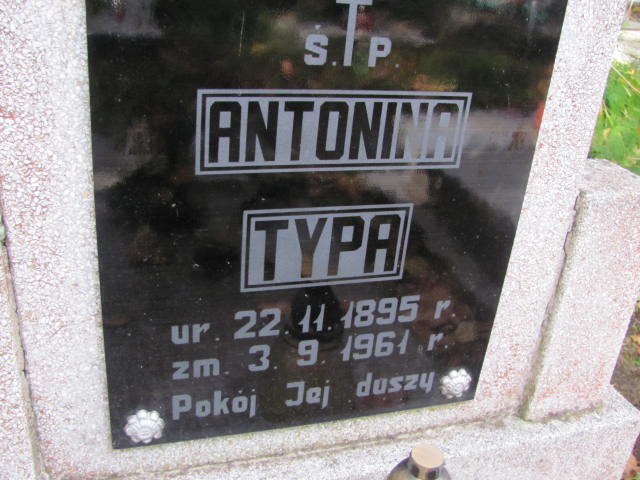 Ś.P.
ANTONINA
TYPA
ur. 22.11.1895 r.
zm. 3.9.1961 r.
Pokój Jej duszy